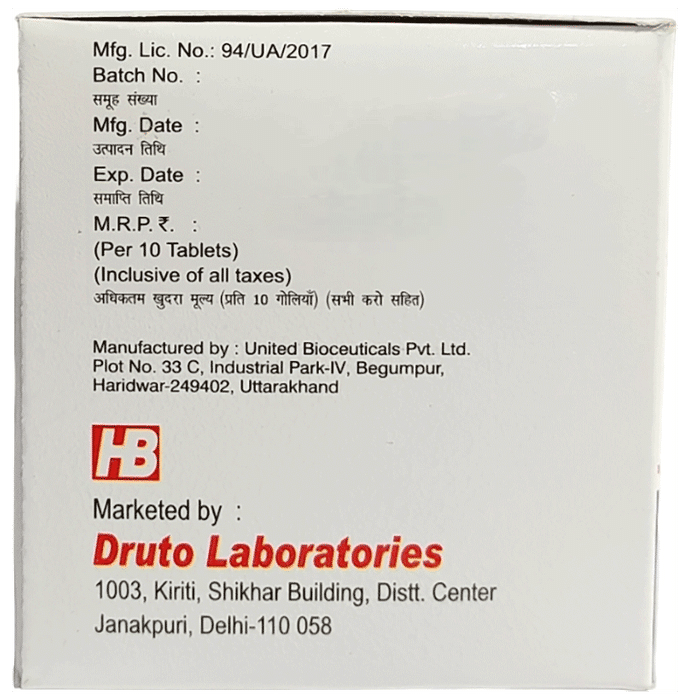 Mfg. Lic. No.: 94/UA/2017
Batch No. :
समूह संख्या
Mfg. Date :
उत्पादन तिथि
Exp. Date :
समाप्ति तिथि
M.R.P. ₹. :
(Per 10 Tablets)
(Inclusive of all taxes)
अधिकतम खुदरा मूल्य (प्रति 10 गोलियाँ) (सभी करो सहित)
Manufactured by : United Bioceuticals Pvt. Ltd.
Plot No. 33 C, Industrial Park-IV, Begumpur,
Haridwar-249402, Uttarakhand
HB
Marketed by :
Druto Laboratories
1003, Kiriti, Shikhar Building, Distt. Center
Janakpuri, Delhi-110 058